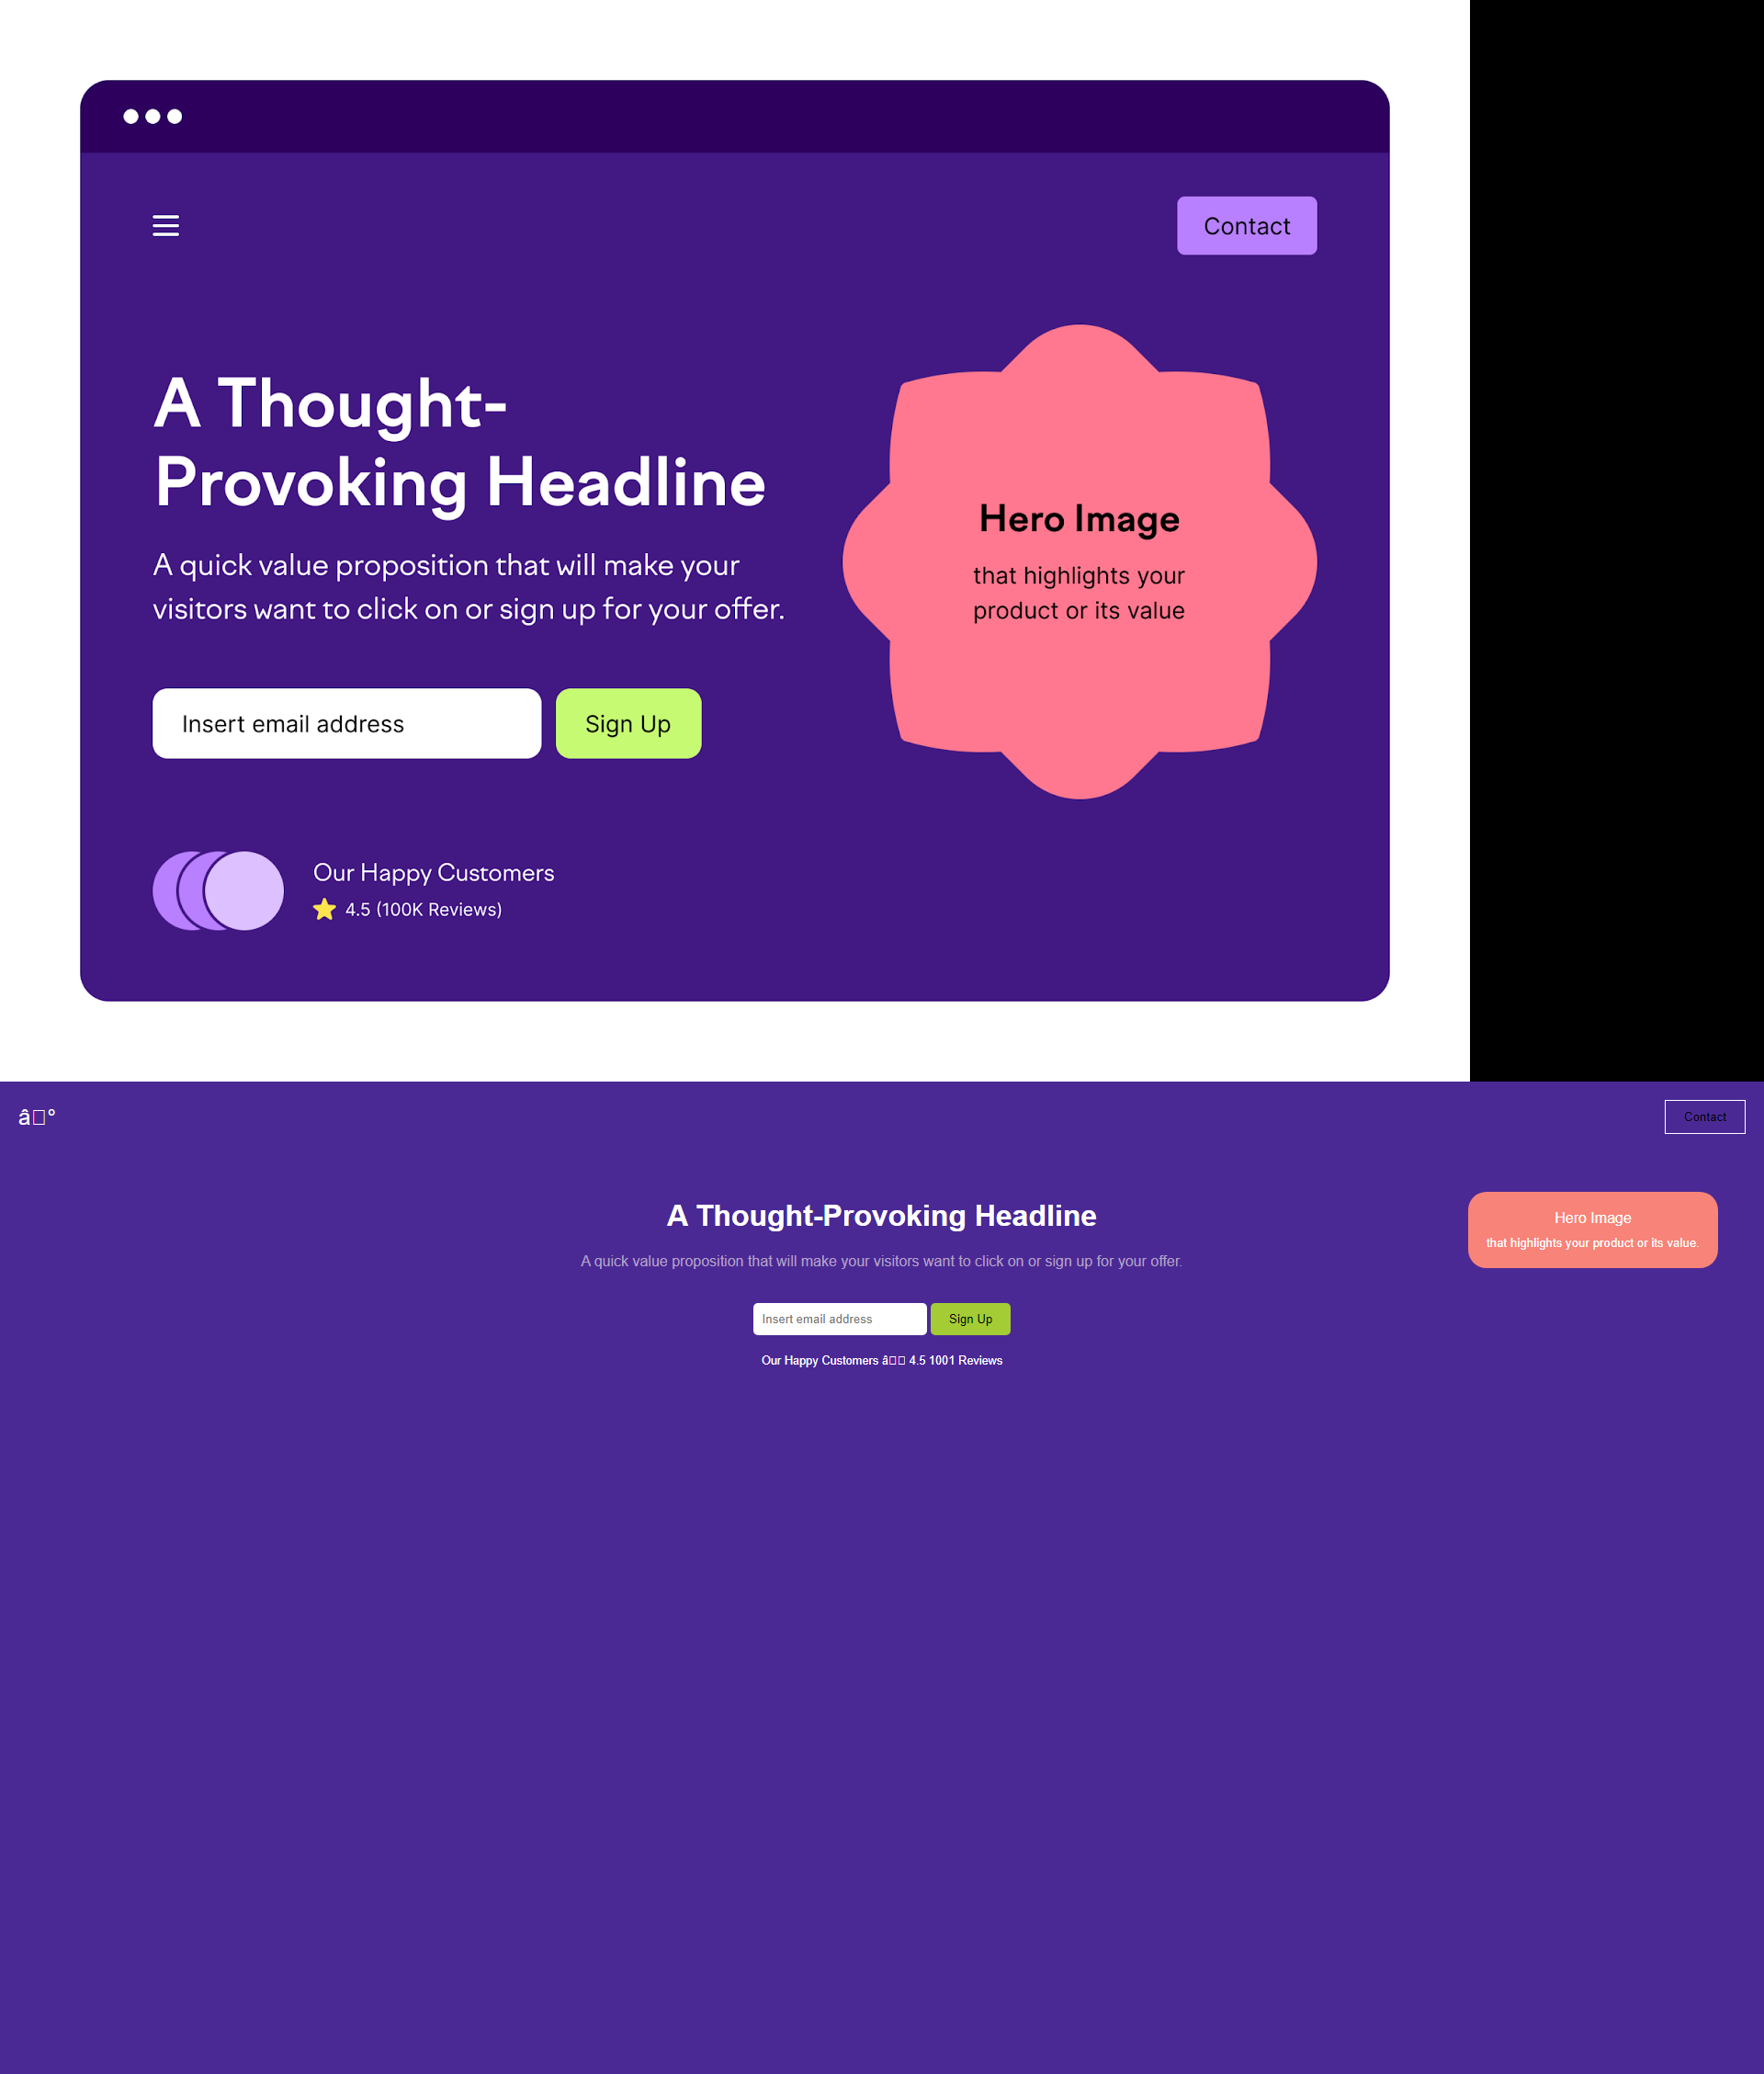 Contact
A Thought-
Provoking Headline
A quick value proposition that will make your
visitors want to click on or sign up for your offer.
Insert email address
Sign Up
Hero Image
that highlights your
product or its value
Our Happy Customers
4.5 (100K Reviews)
â□°
Contact
A Thought-Provoking Headline
A quick value proposition that will make your visitors want to click on or sign up for your offer.
Insert email address
Sign Up
Our Happy Customers â□□ 4.5 1001 Reviews
Hero Image
that highlights your product or its value.